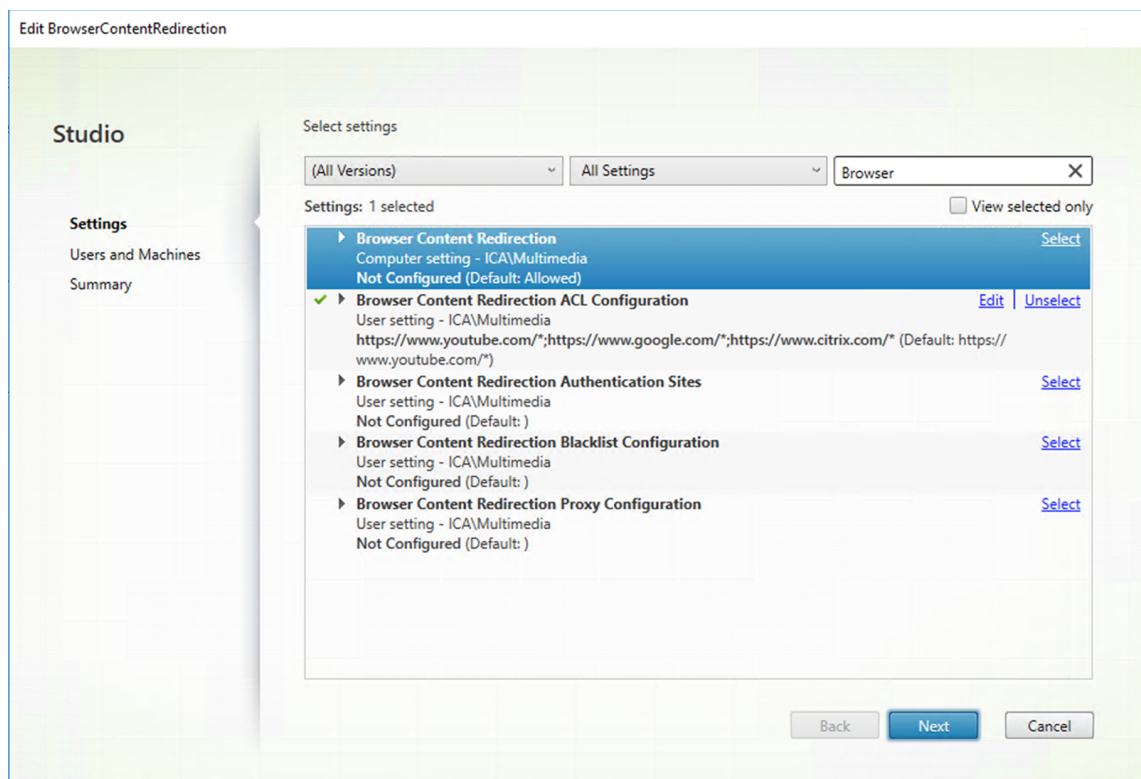 Edit BrowserContentRedirection
Studio
Settings
Users and Machines
Summary
Select settings
(All Versions)
All Settings
Browser
Settings: 1 selected
View selected only
Browser Content Redirection
Select
Computer setting - ICA\Multimedia
Not Configured (Default: Allowed)
Browser Content Redirection ACL Configuration
Edit | Unselect
User setting - ICA\Multimedia
https://www.youtube.com/*;https://www.google.com/*;https://www.citrix.com/* (Default: https://
www.youtube.com/*)
Browser Content Redirection Authentication Sites
Select
User setting - ICA\Multimedia
Not Configured (Default: )
Browser Content Redirection Blacklist Configuration
Select
User setting - ICA\Multimedia
Not Configured (Default: )
Browser Content Redirection Proxy Configuration
Select
User setting - ICA\Multimedia
Not Configured (Default: )
Back
Next
Cancel